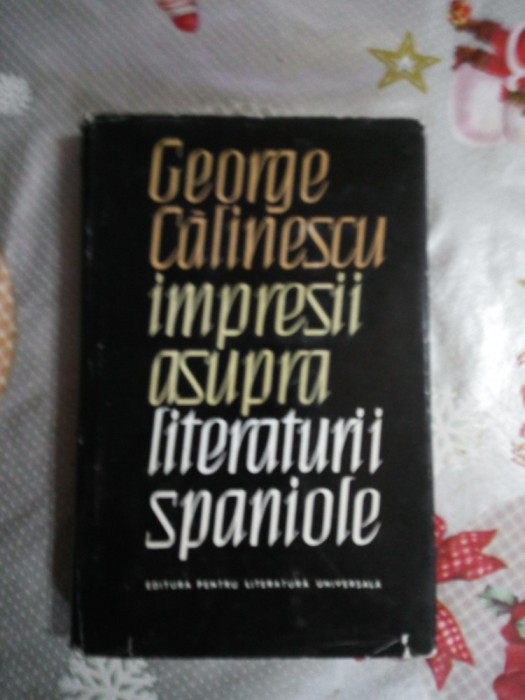 George
Călinescu
impresii
asupra
literaturii
spaniole
EDITURA PENTRU LITERATURĂ UNIVERSALĂ